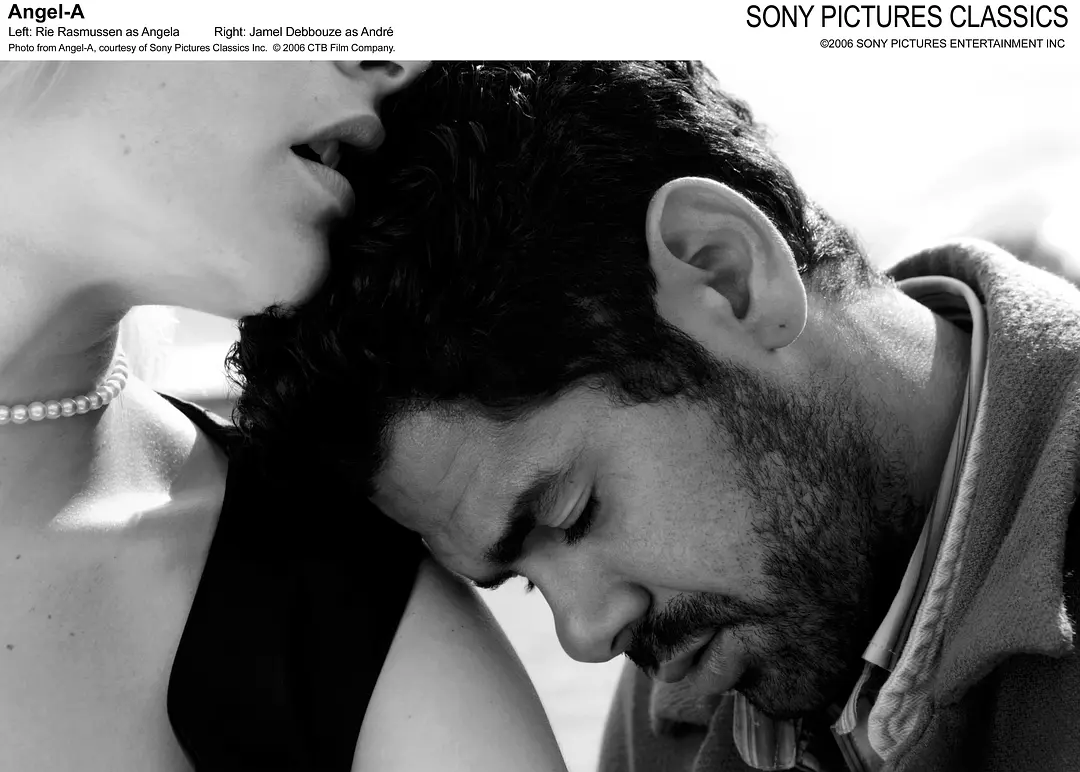 Angel-A
Left: Rie Rasmussen as Angela Right: Jamel Debbouze as André
Photo from Angel-A, courtesy of Sony Pictures Classics Inc. © 2006 CTB Film Company.
SONY PICTURES CLASSICS
©2006 SONY PICTURES ENTERTAINMENT INC